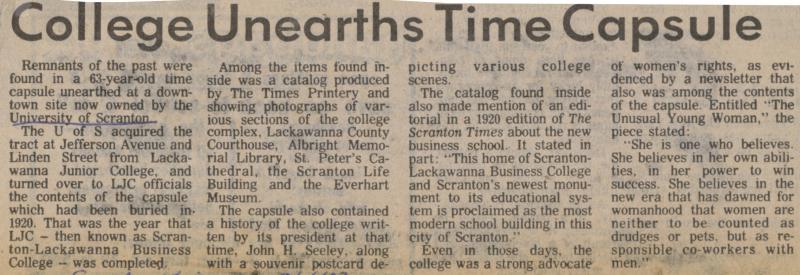 College Unearths Time Capsule
Remnants of the past were
found in a 63-year-old time
capsule unearthed at a down-
town site now owned by the
University of Scranton.
The U of S acquired the
tract at Jefferson Avenue and
Linden Street from Lacka-
wanna Junior College, and
turned over to LJC officials
the contents of the capsule
which had been buried in
1920. That was the year that
LJC – then known as Scran-
ton-Lackawanna Business
College – was completed.
Among the items found in-
side was a catalog produced
by The Times Printery and
showing photographs of var-
ious sections of the college
complex, Lackawanna County
Courthouse, Albright Memo-
rial Library, St. Peter's Ca-
thedral, the Scranton Life
Building and the Everhart
Museum.
The capsule also contained
a history of the college writ-
ten by its president at that
time, John H. Seeley, along
with a souvenir postcard de-
picting various college
scenes.
The catalog found inside
also made mention of an edi-
torial in a 1920 edition of The
Scranton Times about the new
business school. It stated in
part: "This home of Scranton-
Lackawanna Business College
and Scranton's newest monu-
ment to its educational sys-
tem is proclaimed as the most
modern school building in this
city of Scranton."
Even in those days, the
college was a strong advocate
of women's rights, as evi-
denced by a newsletter that
also was among the contents
of the capsule. Entitled "The
Unusual Young Woman," the
piece stated:
"She is one who believes.
She believes in her own abili-
ties, in her power to win
success. She believes in the
new era that has dawned for
womanhood that women are
neither to be counted as
drudges or pets, but as re-
sponsible co-workers with
men."